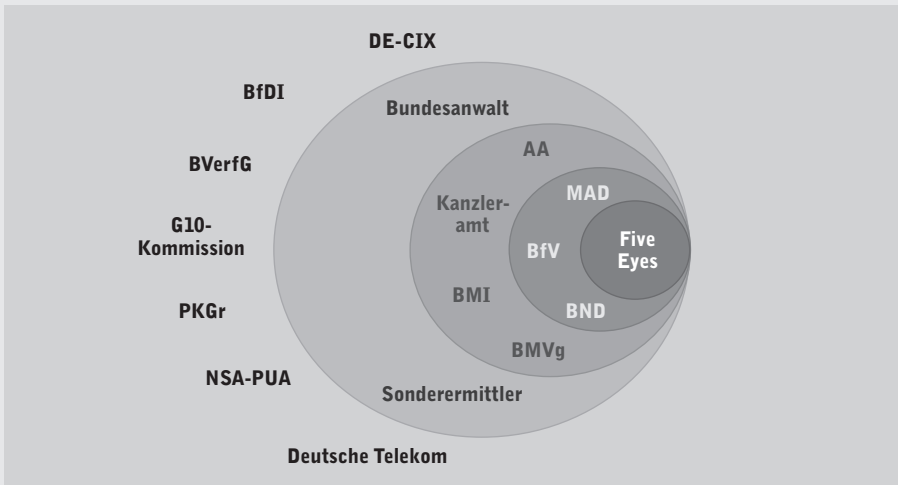 DE-CIX
BfDI
Bundesanwalt
AA
BVerfG
MAD
Kanzler-
amt
G10-
Kommission
Five
Eyes
BfV
BMI
PKGr
BND
BMVg
NSA-PUA
Sonderermittler
Deutsche Telekom